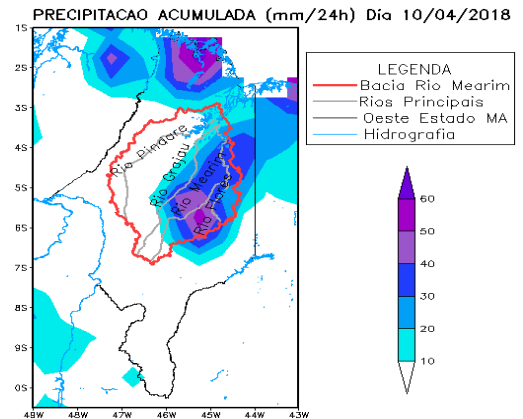 PRECIPITACAO ACUMULADA (mm/24h) Dia 10/04/2018
1S
2S
3S
4S
5S
6S
7S
8S
9S
0S
48W 47W 46W 45W 44W 43W
Rio Pindare
Rio Grajau
Rio Mearim
Rio Flores
LEGENDA
Bacia Rio Mearim
Rios Principais
Oeste Estado MA
Hidrografia
60
50
40
30
20
10